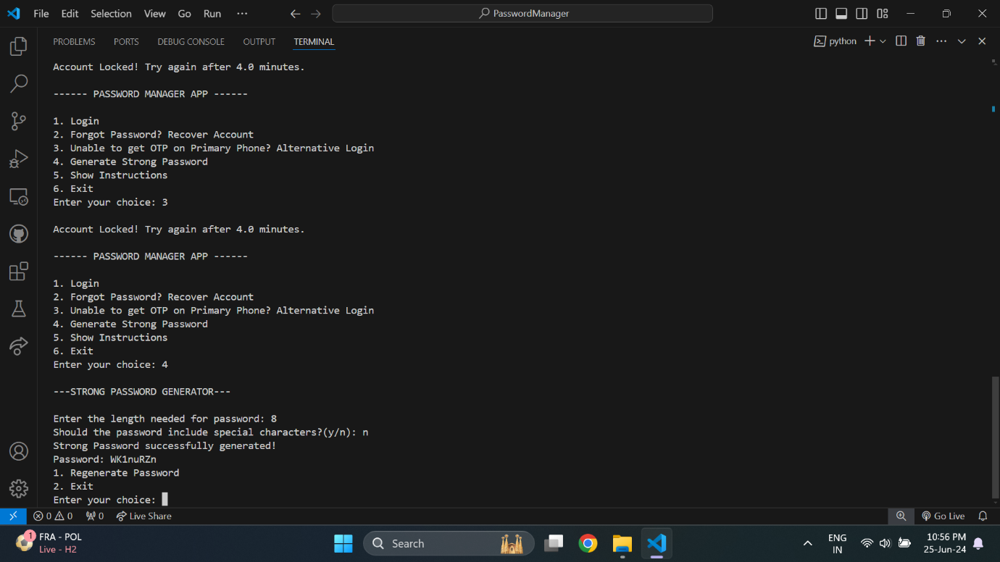 File Edit Selection View Go Run ··· PasswordManager
PROBLEMS PORTS DEBUG CONSOLE OUTPUT TERMINAL python
Account Locked! Try again after 4.0 minutes.
------ PASSWORD MANAGER APP ------
1. Login
2. Forgot Password? Recover Account
3. Unable to get OTP on Primary Phone? Alternative Login
4. Generate Strong Password
5. Show Instructions
6. Exit
Enter your choice: 3
Account Locked! Try again after 4.0 minutes.
------ PASSWORD MANAGER APP ------
1. Login
2. Forgot Password? Recover Account
3. Unable to get OTP on Primary Phone? Alternative Login
4. Generate Strong Password
5. Show Instructions
6. Exit
Enter your choice: 4
---STRONG PASSWORD GENERATOR---
Enter the length needed for password: 8
Should the password include special characters?(y/n): n
Strong Password successfully generated!
Password: WK1nuRZn
1. Regenerate Password
2. Exit
Enter your choice:
0 0 0 Live Share Go Live
1 FRA - POL
Live - H2
Search
ENG
IN
10:56 PM
25-Jun-24